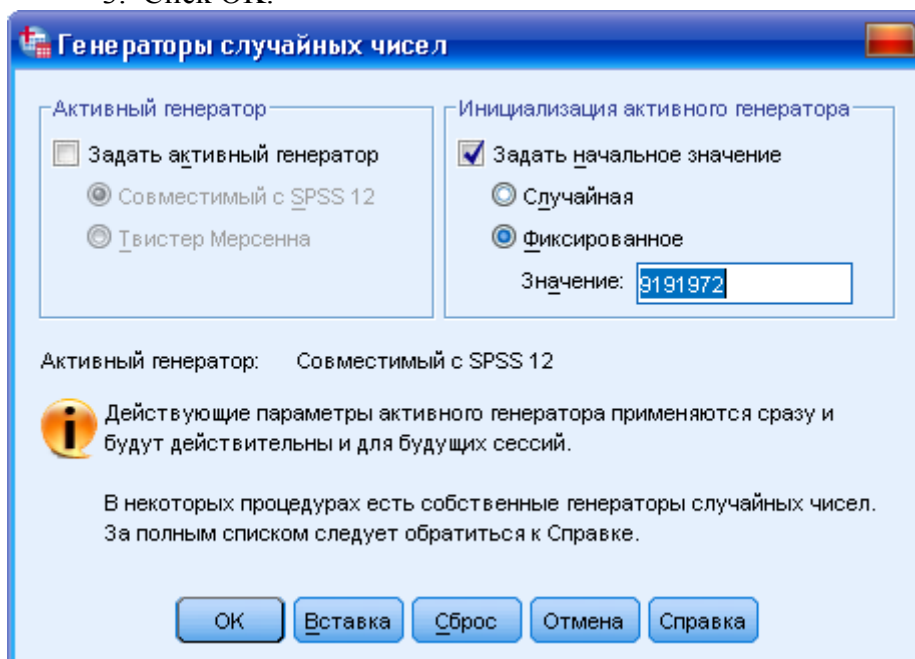 3. Click OK.
Генераторы случайных чисел
Активный генератор
Задать активный генератор
Совместимый с SPSS 12
Твистер Мерсенна
Инициализация активного генератора
Задать начальное значение
Случайная
Фиксированное
Значение: 9191972
Активный генератор: Совместимый с SPSS 12
Действующие параметры активного генератора применяются сразу и
будут действительны и для будущих сессий.
В некоторых процедурах есть собственные генераторы случайных чисел.
За полным списком следует обратиться к Справке.
OK Вставка Сброс Отмена Справка